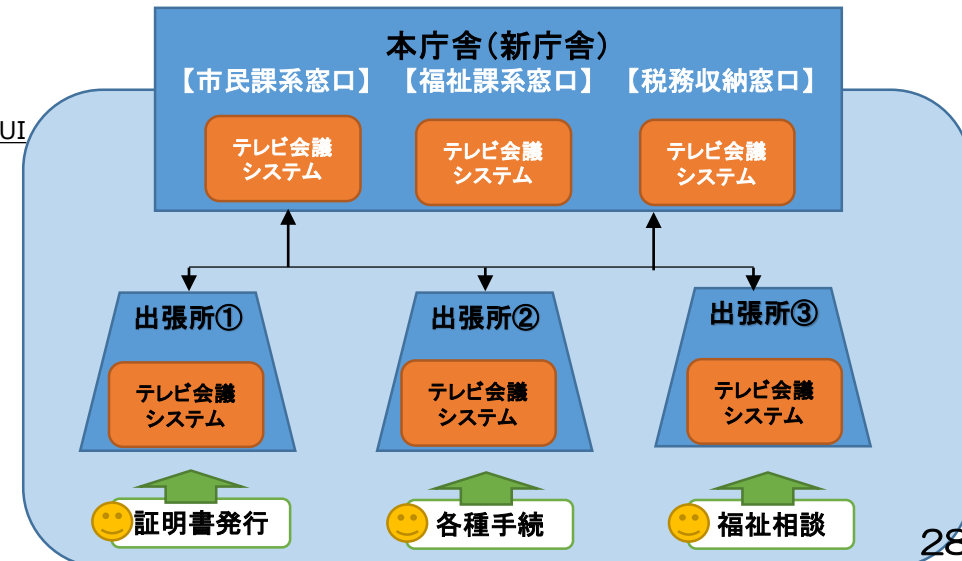 本庁舎(新庁舎)
【市民課系窓口】 【福祉課系窓口】 【税務収納窓口】
UI
テレビ会議
システム
テレビ会議
システム
テレビ会議
システム
出張所①
出張所②
出張所③
テレビ会議
システム
テレビ会議
システム
テレビ会議
システム
証明書発行
各種手続
福祉相談
28